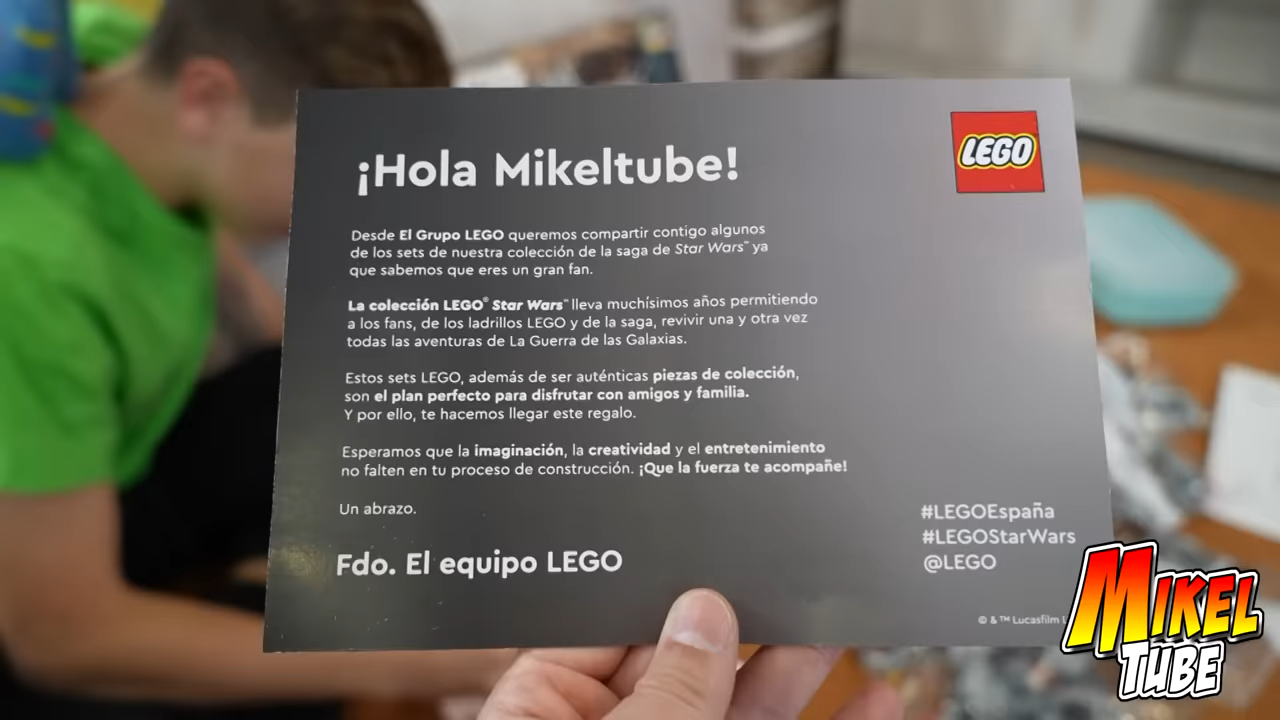 ¡Hola Mikeltube!
LEGO
Desde El Grupo LEGO queremos compartir contigo algunos
de los sets de nuestra colección de la saga de Star Wars™ ya
que sabemos que eres un gran fan.
La colección LEGO® Star Wars™ lleva muchísimos años permitiendo
a los fans, de los ladrillos LEGO y de la saga, revivir una y otra vez
todas las aventuras de La Guerra de las Galaxias.
Estos sets LEGO, además de ser auténticas piezas de colección,
son el plan perfecto para disfrutar con amigos y familia.
Y por ello, te hacemos llegar este regalo.
Esperamos que la imaginación, la creatividad y el entretenimiento
no falten en tu proceso de construcción. ¡Que la fuerza te acompañe!
Un abrazo.
Fdo. El equipo LEGO
#LEGOEspaña
#LEGOStarWars
@LEGO
© & ™ Lucasfilm
MIKEL
TUBE